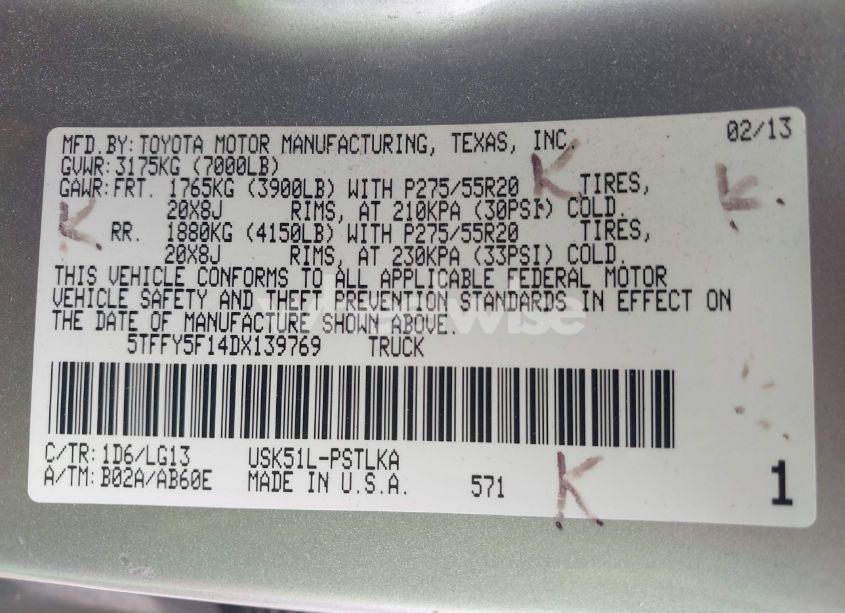 MFD.BY: TOYOTA MOTOR MANUFACTURING, TEXAS, INC. 02/13
GVWR: 3175KG (7000LB)
GAWR: FRT. 1765KG (3900LB) WITH P275/55R20 TIRES,
20X8J RIMS, AT 210KPA (30PSI) COLD.
RR. 1880KG (4150LB) WITH P275/55R20 TIRES,
20X8J RIMS, AT 230KPA (33PSI) COLD.
THIS VEHICLE CONFORMS TO ALL APPLICABLE FEDERAL MOTOR
VEHICLE SAFETY AND THEFT PREVENTION STANDARDS IN EFFECT ON
THE DATE OF MANUFACTURE SHOWN ABOVE.
5TFFY5F14DX139769 TRUCK
C/TR: 1D6/LG13 USK51L-PSTLKA
A/TM: B02A/AB60E MADE IN U.S.A. 571 1
K
K
K
K